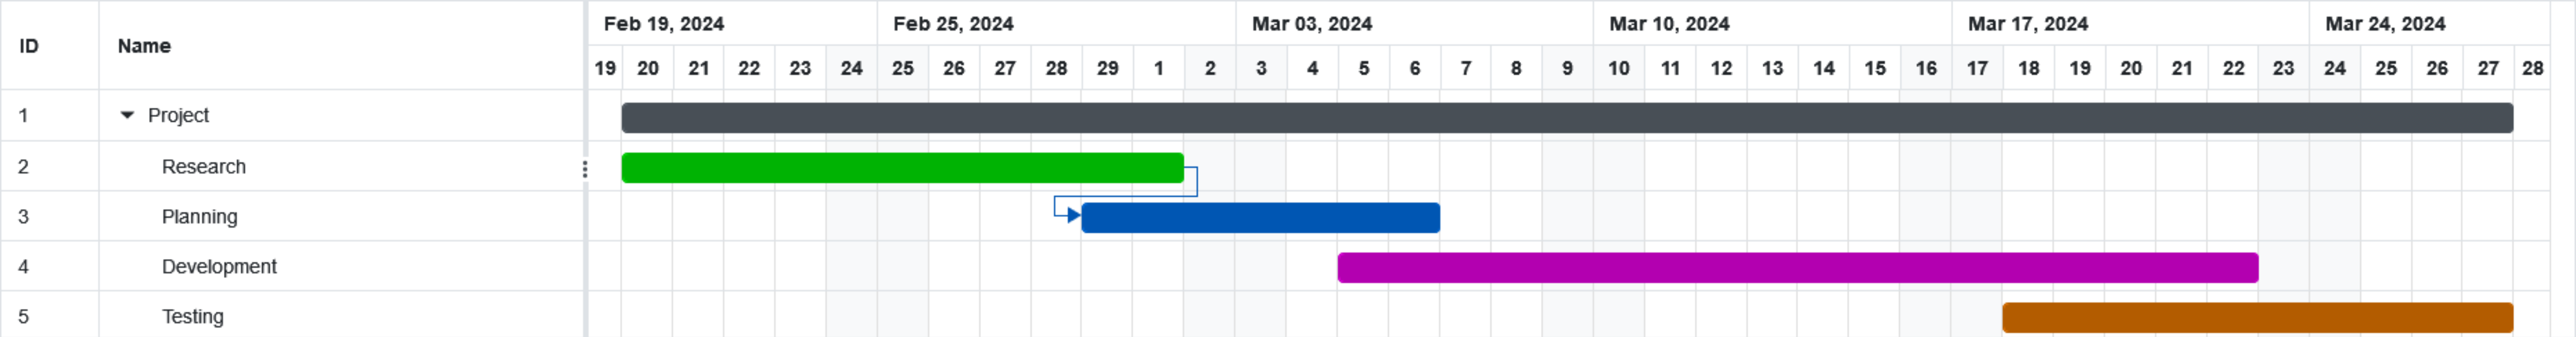 ID Name Feb 19, 2024 Feb 25, 2024 Mar 03, 2024 Mar 10, 2024 Mar 17, 2024 Mar 24, 2024
19 20 21 22 23 24 25 26 27 28 29 1 2 3 4 5 6 7 8 9 10 11 12 13 14 15 16 17 18 19 20 21 22 23 24 25 26 27 28
1 Project
2 Research
3 Planning
4 Development
5 Testing